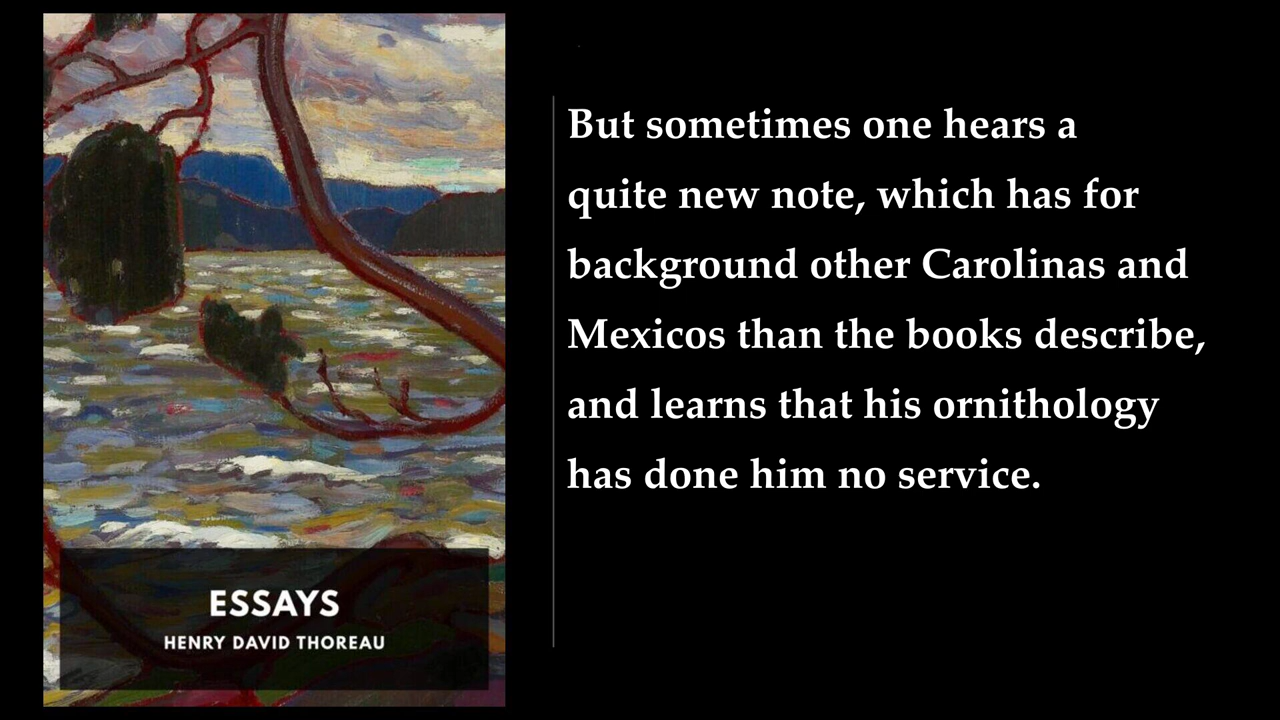 ESSAYS
HENRY DAVID THOREAU
But sometimes one hears a
quite new note, which has for
background other Carolinas and
Mexicos than the books describe,
and learns that his ornithology
has done him no service.